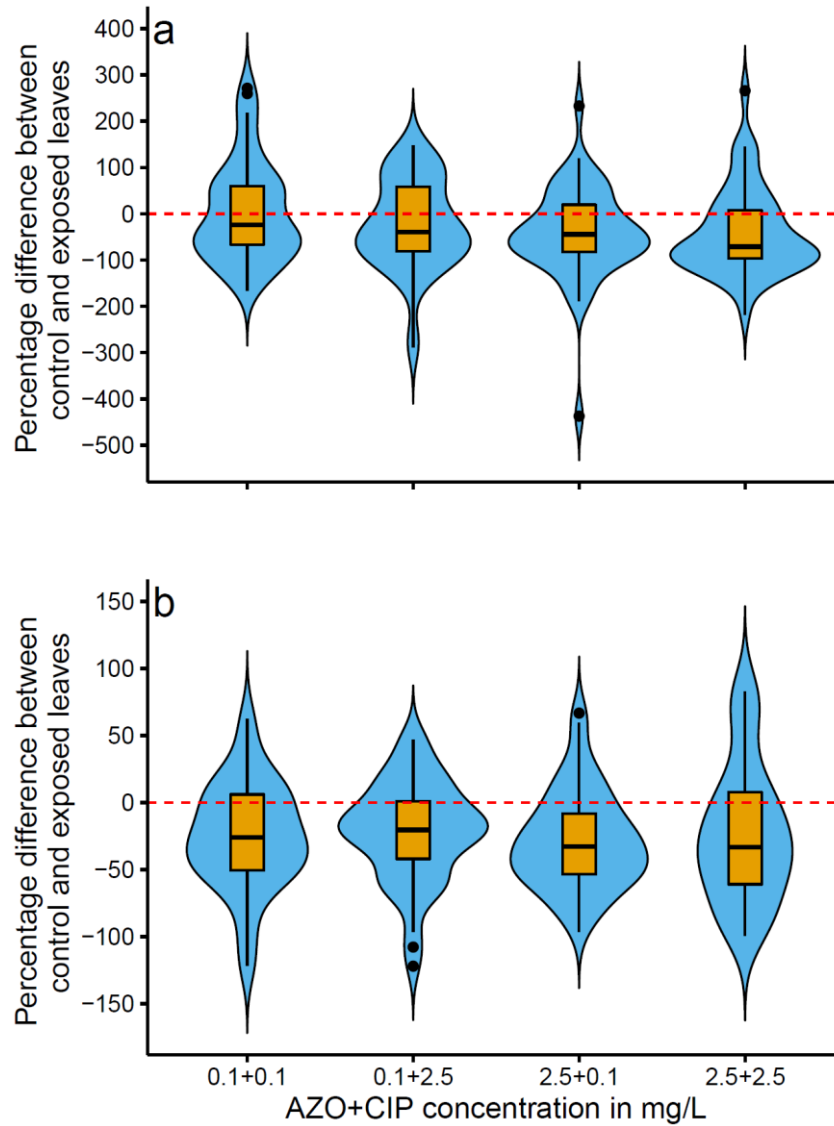 a
400
300
200
100
0
−100
−200
−300
−400
−500
Percentage difference between
control and exposed leaves
b
150
100
50
0
−50
−100
−150
Percentage difference between
control and exposed leaves
0.1+0.1 0.1+2.5 2.5+0.1 2.5+2.5
AZO+CIP concentration in mg/L